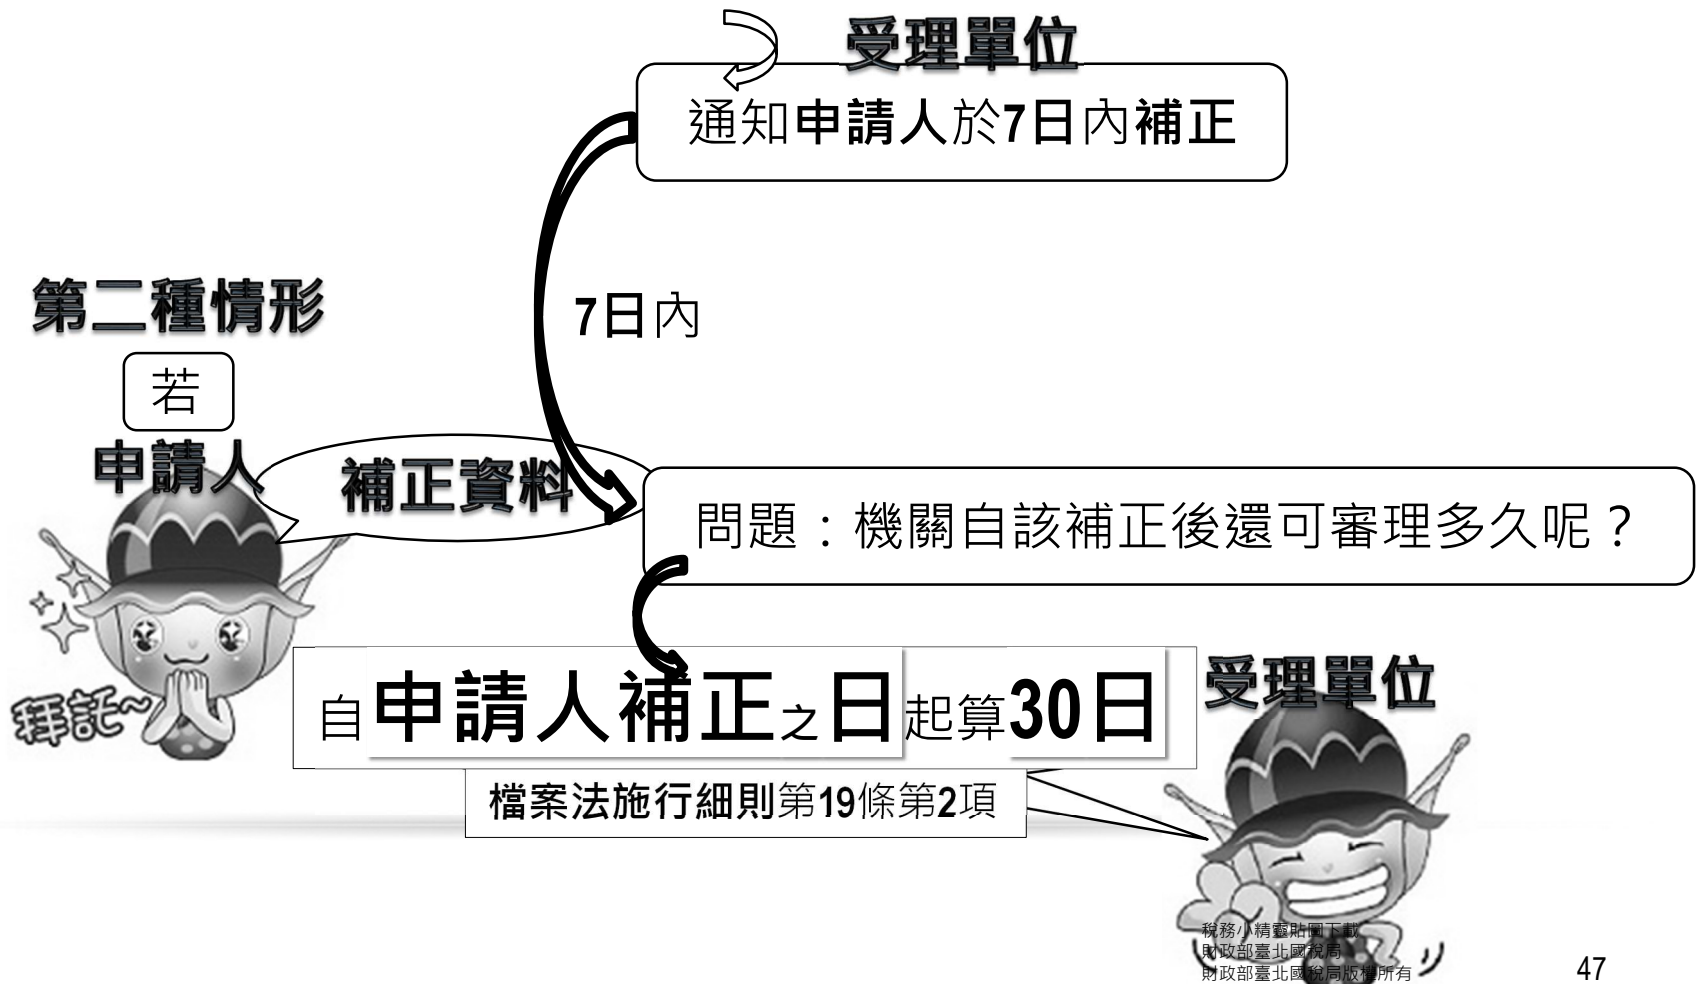 受理單位
通知申請人於7日內補正
第二種情形
7日內
若
申請人
補正資料
問題：機關自該補正後還可審理多久呢？
拜託~
自申請人補正之日起算30日
受理單位
檔案法施行細則第19條第2項
稅務小精靈貼圖下載
財政部臺北國稅局
財政部臺北國稅局版權所有
47